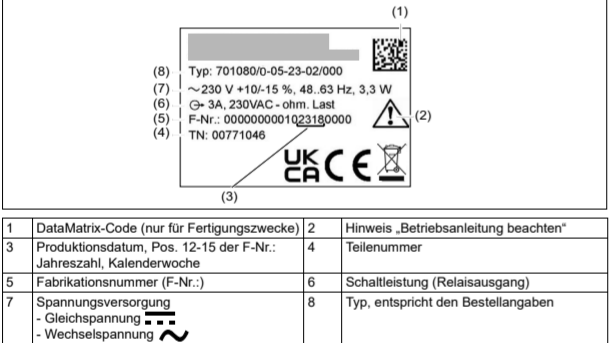 (1)
(8) Typ: 701080/0-05-23-02/000
(7) ~230 V +10/-15 %, 48..63 Hz, 3,3 W
(6) 3A, 230VAC - ohm. Last
(5) F-Nr.: 0000000001023180000 (2)
(4) TN: 00771046
UK CA CE
(3)
1 DataMatrix-Code (nur für Fertigungszwecke) 2 Hinweis „Betriebsanleitung beachten“
3 Produktionsdatum, Pos. 12-15 der F-Nr.: Jahreszahl, Kalenderwoche 4 Teilenummer
5 Fabrikationsnummer (F-Nr.:) 6 Schaltleistung (Relaisausgang)
7 Spannungsversorgung 8 Typ, entspricht den Bestellangaben
- Gleichspannung
- Wechselspannung